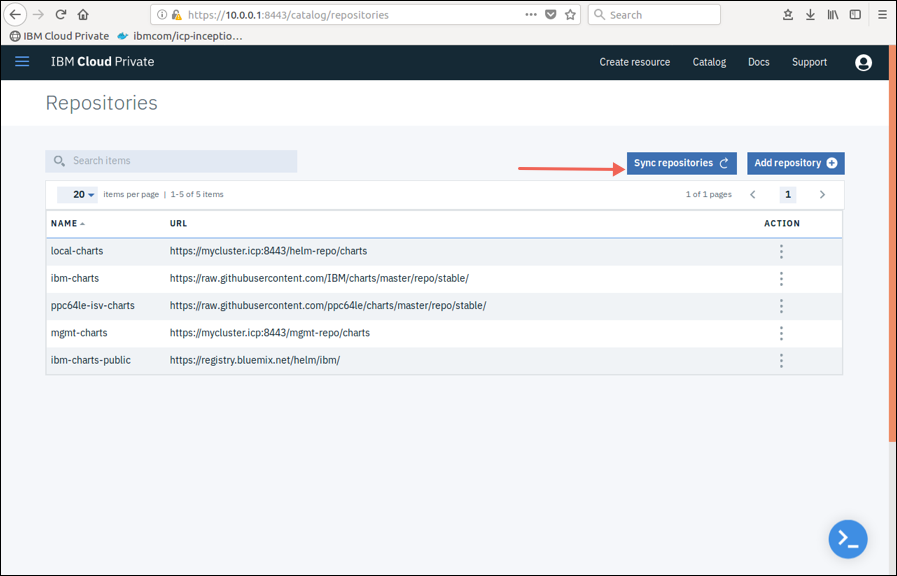 https://10.0.0.1:8443/catalog/repositories
Search
IBM Cloud Private
ibmcom/icp-inceptio...
IBM Cloud Private
Create resource
Catalog
Docs
Support
Repositories
Search items
Sync repositories
Add repository
20 items per page | 1-5 of 5 items
1 of 1 pages
1
NAME URL ACTION
local-charts https://mycluster.icp:8443/helm-repo/charts
ibm-charts https://raw.githubusercontent.com/IBM/charts/master/repo/stable/
ppc64le-isv-charts https://raw.githubusercontent.com/ppc64le/charts/master/repo/stable/
mgmt-charts https://mycluster.icp:8443/mgmt-repo/charts
ibm-charts-public https://registry.bluemix.net/helm/ibm/